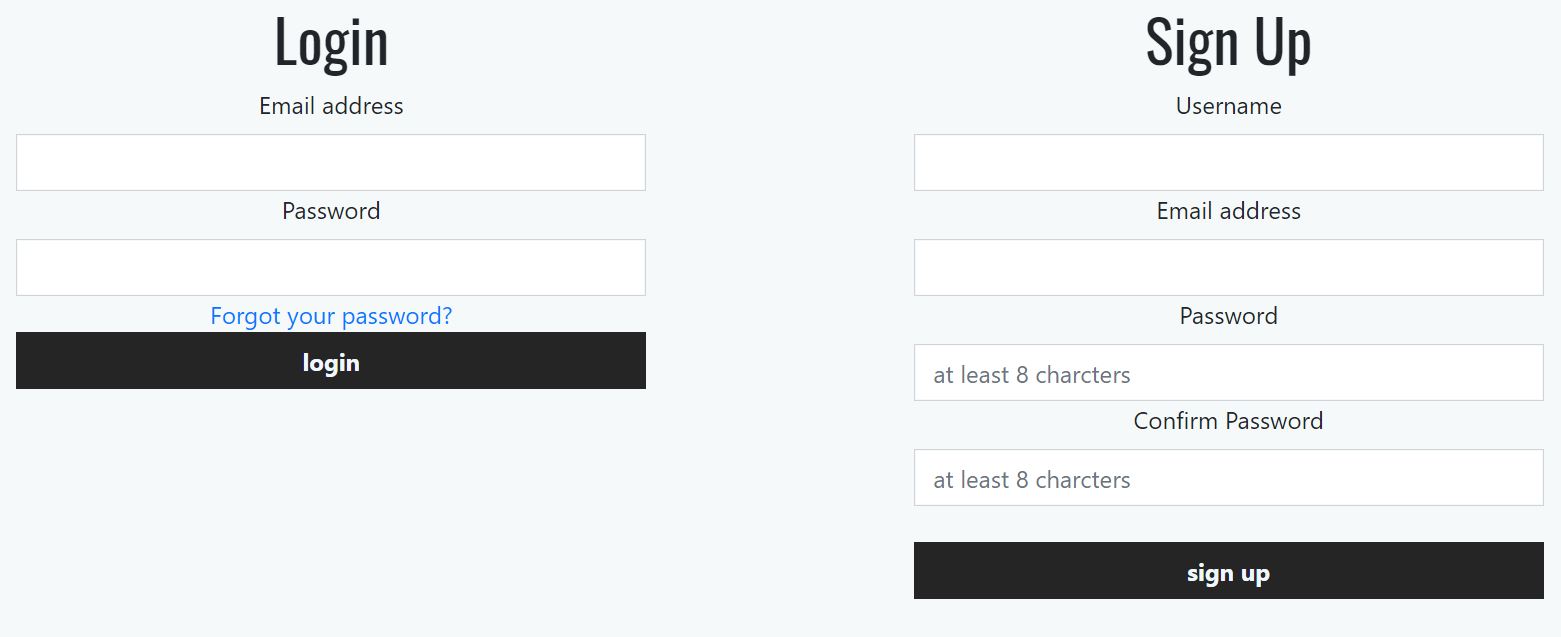 Login
Email address
Password
Forgot your password?
login
Sign Up
Username
Email address
Password
at least 8 charcters
Confirm Password
at least 8 charcters
sign up